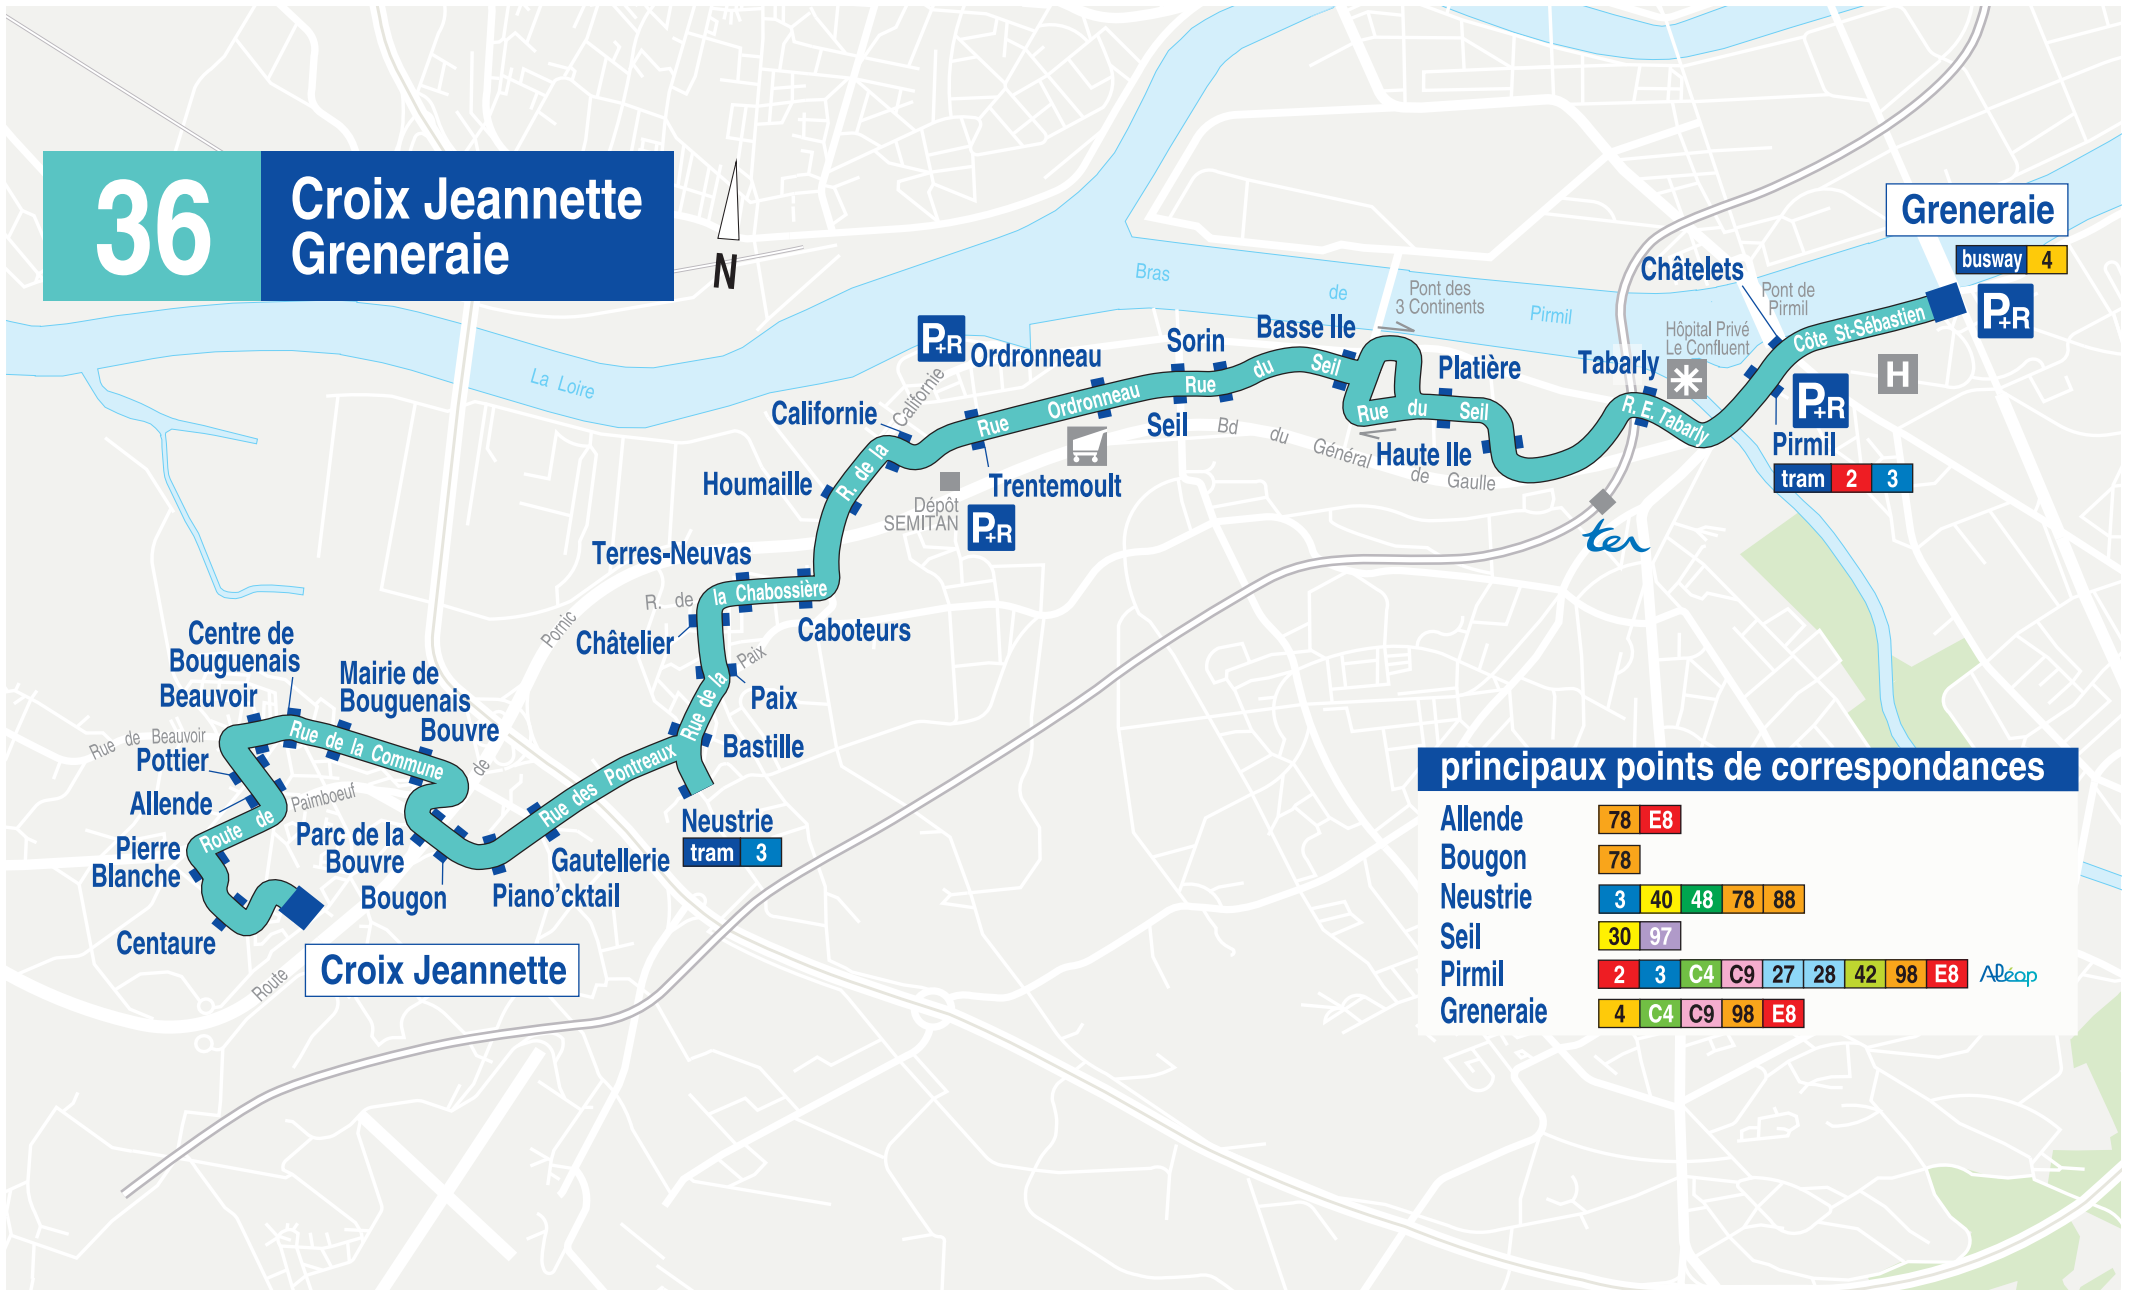 36
Croix Jeannette
Greneraie
N
Greneraie
busway 4
P+R
Châtelets
Pont de
Pirmil
Côte St-Sébastien
H
Hôpital Privé
Le Confluent
P+R
Pirmil
tram 2 3
Tabarly
R. E. Tabarly
ter
Bras de Pirmil
Pont des
3 Continents
Platière
Basse Ile
Rue du Seil
Haute Ile
Sorin
Rue du Seil
Seil
Bd du Général de Gaulle
P+R
Ordronneau
Rue Ordronneau
Trentemoult
P+R
Dépôt
SEMITAN
La Loire
Californie
R. de la Californie
Houmaille
Terres-Neuvas
R. de la Chabossière
Caboteurs
Châtelier
Rue de la Paix
Paix
Bastille
Neustrie
tram 3
Rue des Pontreaux
Gautellerie
Piano’cktail
Bougon
Parc de la
Bouvre
Bouvre
Mairie de
Bouguenais
Rue de la Commune
Centre de
Bouguenais
Beauvoir
Rue de Beauvoir
Pottier
Allende
Route de Paimboeuf
Pierre
Blanche
Centaure
Croix Jeannette
Route de Pornic
principaux points de correspondances
Allende 78 E8
Bougon 78
Neustrie 3 40 48 78 88
Seil 30 97
Pirmil 2 3 C4 C9 27 28 42 98 E8 Aléop
Greneraie 4 C4 C9 98 E8